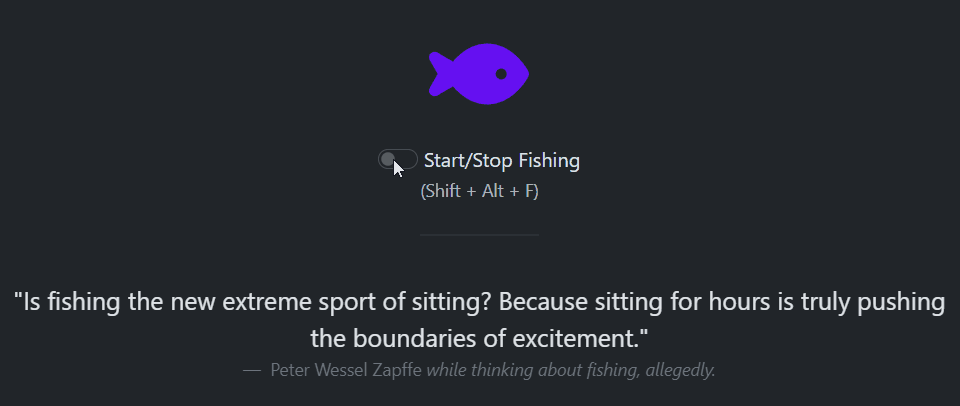 Start/Stop Fishing
(Shift + Alt + F)
"Is fishing the new extreme sport of sitting? Because sitting for hours is truly pushing
the boundaries of excitement."
— Peter Wessel Zapffe while thinking about fishing, allegedly.